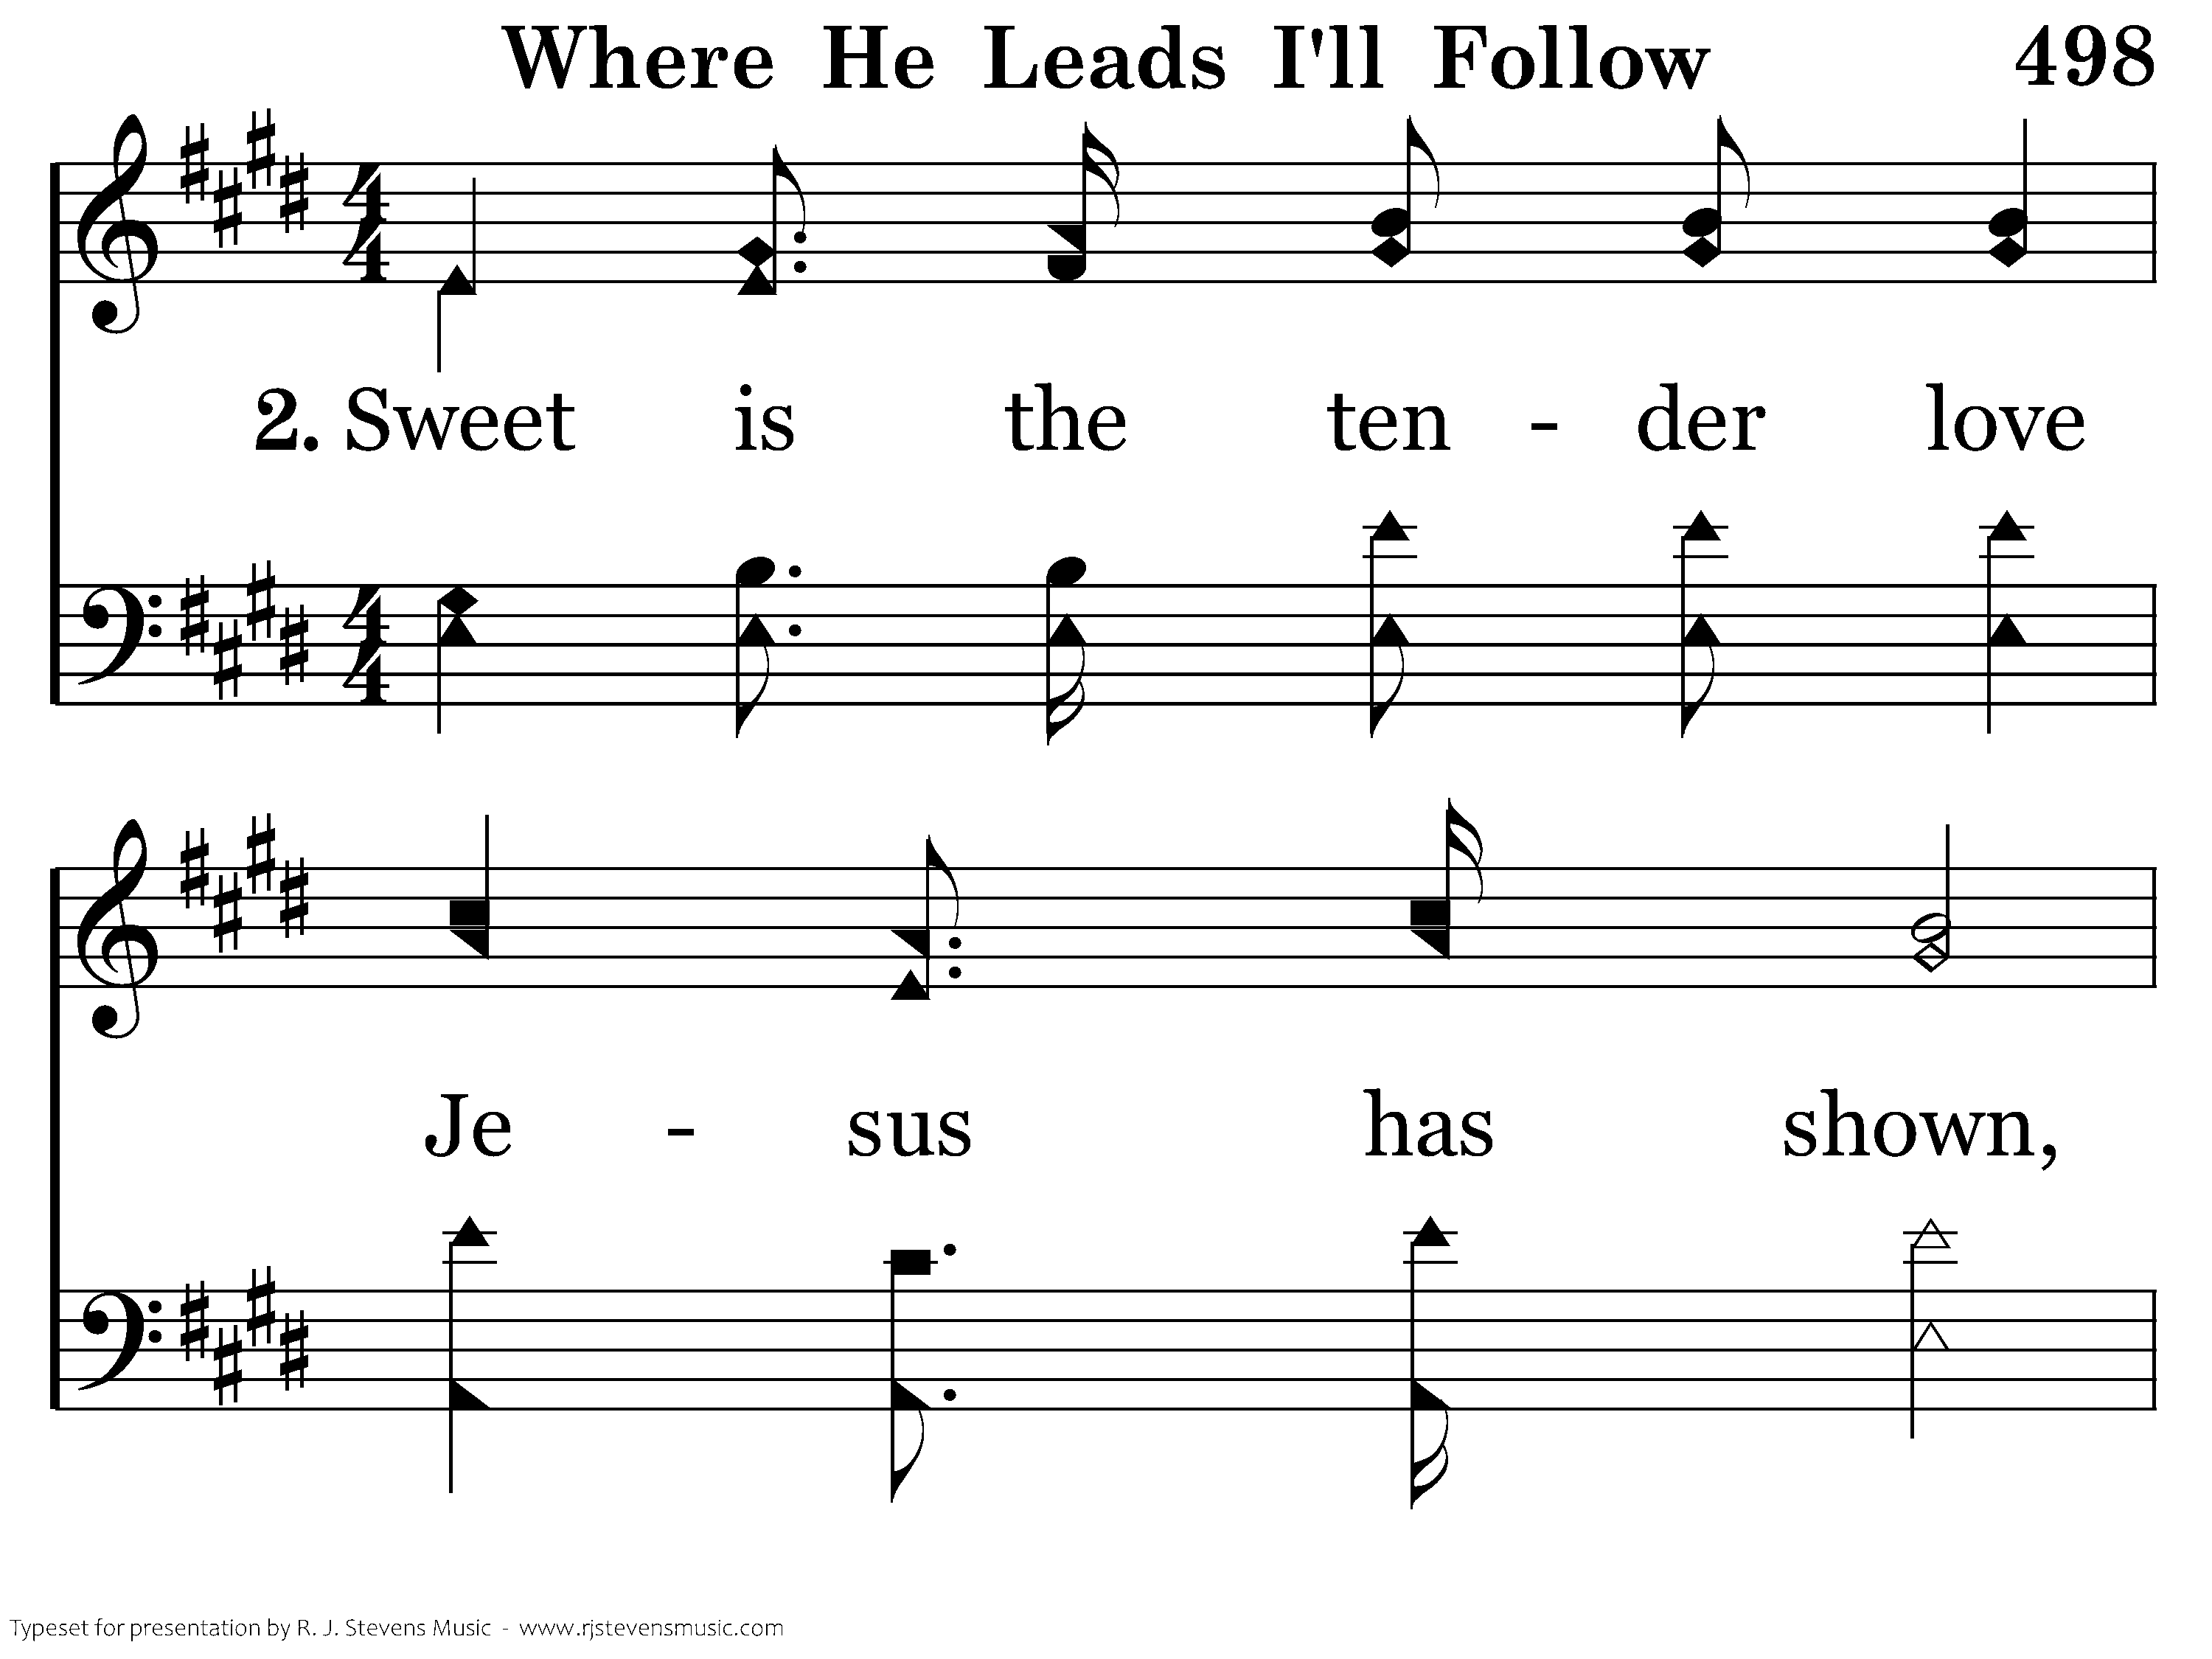 Where He Leads I'll Follow 498
2. Sweet is the ten - der love
Je - sus has shown,
Typeset for presentation by R. J. Stevens Music - www.rjstevensmusic.com